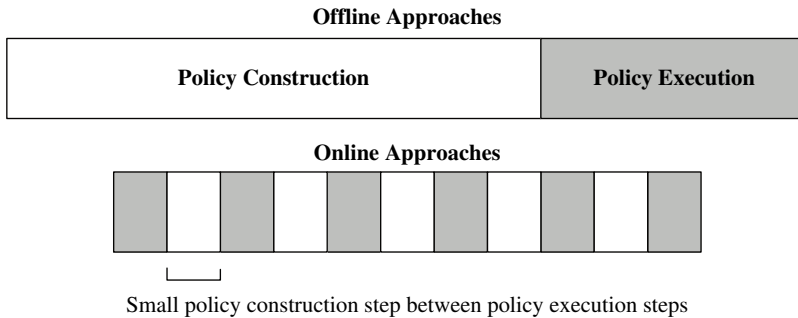 Offline Approaches
Policy Construction Policy Execution
Online Approaches
Small policy construction step between policy execution steps